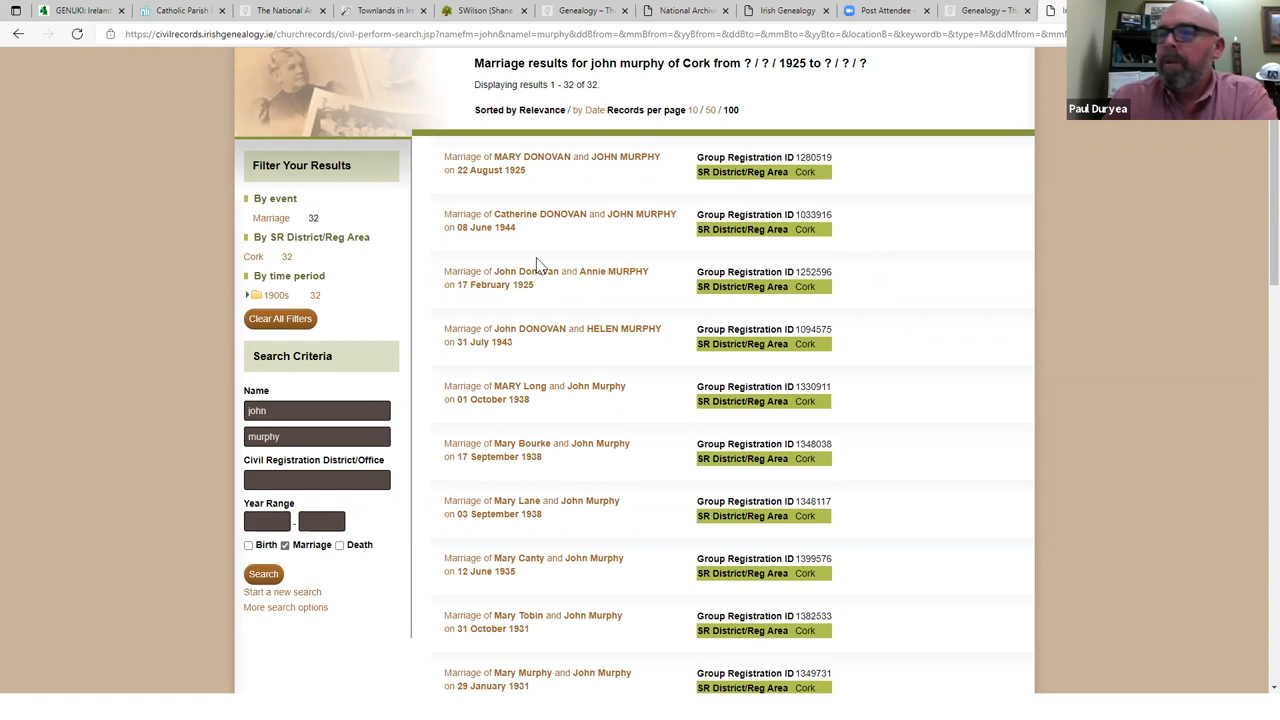 GENUKI: Ireland
Catholic Parish
The National Ar
Townlands in Ire
SWilson (Shane
Genealogy – Th
National Archive
Irish Genealogy
Post Attendee -
Genealogy – Th
https://civilrecords.irishgenealogy.ie/churchrecords/civil-perform-search.jsp?namefm=john&namel=murphy&ddBfrom=&mmBfrom=&yyBfrom=&ddBto=&mmBto=&yyBto=&locationB=&keywordb=&type=M&ddMfrom=&mmM
Paul Duryea
Marriage results for john murphy of Cork from ? / ? / 1925 to ? / ? / ?
Displaying results 1 - 32 of 32.
Sorted by Relevance / by Date Records per page 10 / 50 / 100
Filter Your Results
By event
Marriage 32
By SR District/Reg Area
Cork 32
By time period
1900s 32
Clear All Filters
Search Criteria
Name
john
murphy
Civil Registration District/Office
Year Range
-
Birth Marriage Death
Search
Start a new search
More search options
Marriage of MARY DONOVAN and JOHN MURPHY
on 22 August 1925
Group Registration ID 1280519
SR District/Reg Area Cork
Marriage of Catherine DONOVAN and JOHN MURPHY
on 08 June 1944
Group Registration ID 1033916
SR District/Reg Area Cork
Marriage of John Donovan and Annie MURPHY
on 17 February 1925
Group Registration ID 1252596
SR District/Reg Area Cork
Marriage of John DONOVAN and HELEN MURPHY
on 31 July 1943
Group Registration ID 1094575
SR District/Reg Area Cork
Marriage of MARY Long and John Murphy
on 01 October 1938
Group Registration ID 1330911
SR District/Reg Area Cork
Marriage of Mary Bourke and John Murphy
on 17 September 1938
Group Registration ID 1348038
SR District/Reg Area Cork
Marriage of Mary Lane and John Murphy
on 03 September 1938
Group Registration ID 1348117
SR District/Reg Area Cork
Marriage of Mary Canty and John Murphy
on 12 June 1935
Group Registration ID 1399576
SR District/Reg Area Cork
Marriage of Mary Tobin and John Murphy
on 31 October 1931
Group Registration ID 1382533
SR District/Reg Area Cork
Marriage of Mary Murphy and John Murphy
on 29 January 1931
Group Registration ID 1349731
SR District/Reg Area Cork